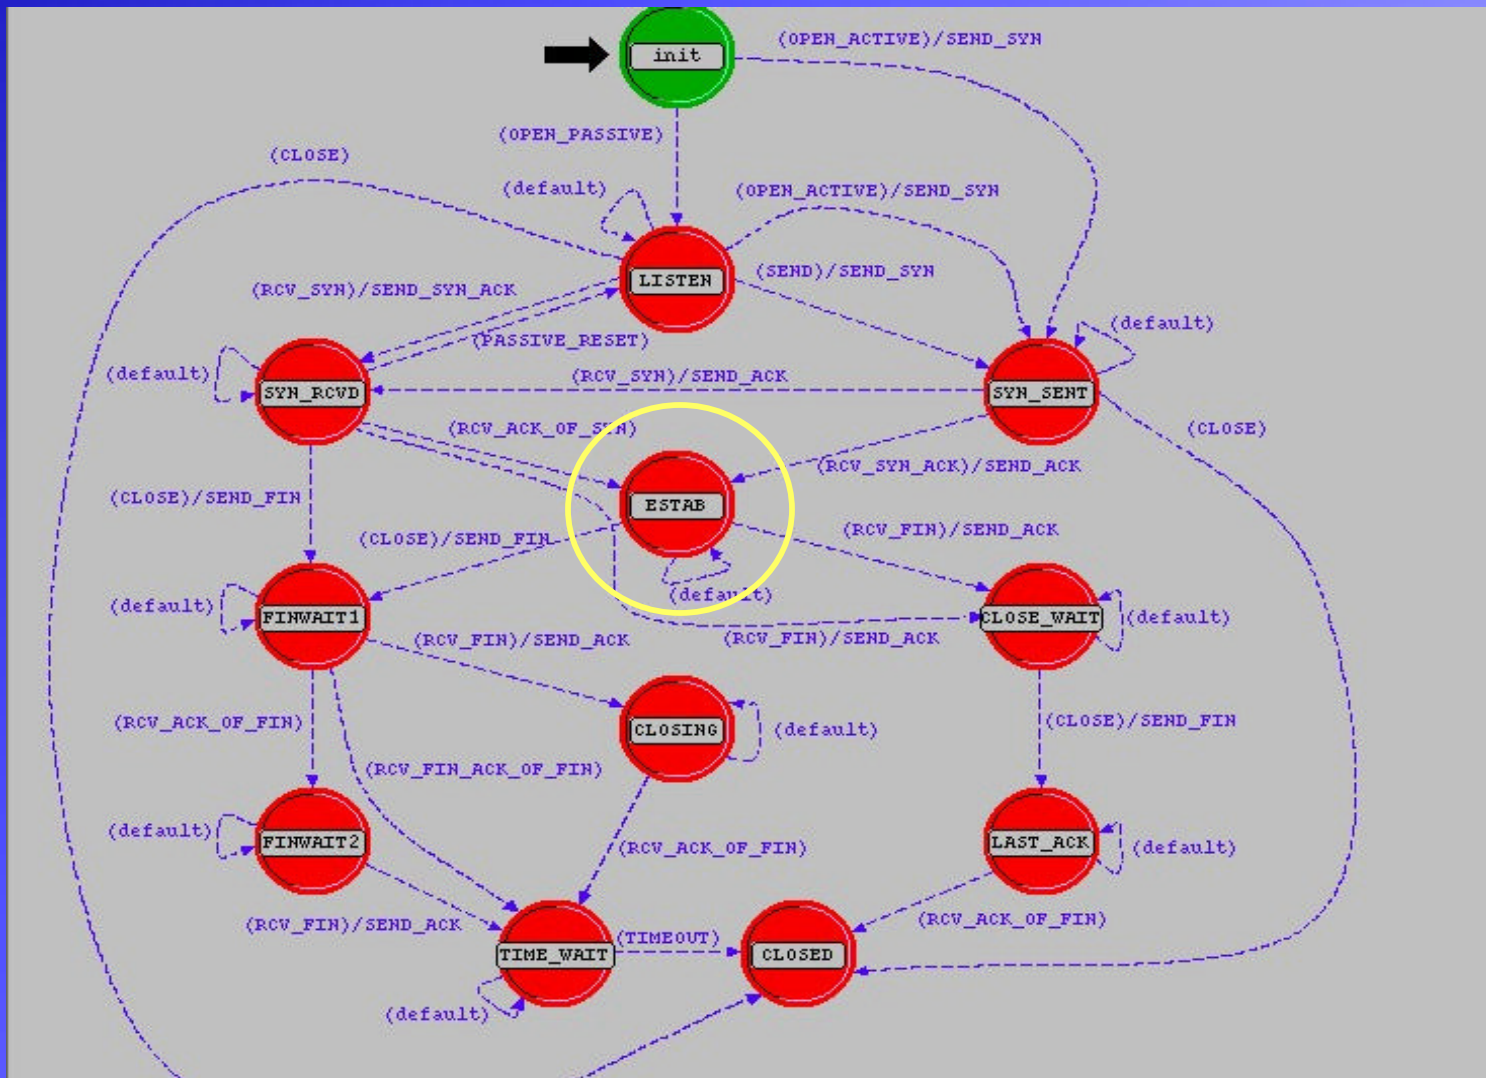 (OPEN_ACTIVE)/SEND_SYN
init
(OPEN_PASSIVE)
(CLOSE)
(default)
(OPEN_ACTIVE)/SEND_SYN
LISTEN
(SEND)/SEND_SYN
(RCV_SYN)/SEND_SYN_ACK
(default)
(PASSIVE_RESET)
(default)
(RCV_SYN)/SEND_ACK
SYN_RCVD
SYN_SENT
(RCV_ACK_OF_SYN)
(CLOSE)
(RCV_SYN_ACK)/SEND_ACK
(CLOSE)/SEND_FIN
ESTAB
(RCV_FIN)/SEND_ACK
(CLOSE)/SEND_FIN
(default)
(default)
FINWAIT1
CLOSE_WAIT
(default)
(RCV_FIN)/SEND_ACK
(RCV_FIN)/SEND_ACK
(RCV_ACK_OF_FIN)
CLOSING
(default)
(CLOSE)/SEND_FIN
(RCV_FIN_ACK_OF_FIN)
(default)
FINWAIT2
(RCV_ACK_OF_FIN)
LAST_ACK
(default)
(RCV_FIN)/SEND_ACK
(RCV_ACK_OF_FIN)
(TIMEOUT)
TIME_WAIT
CLOSED
(default)